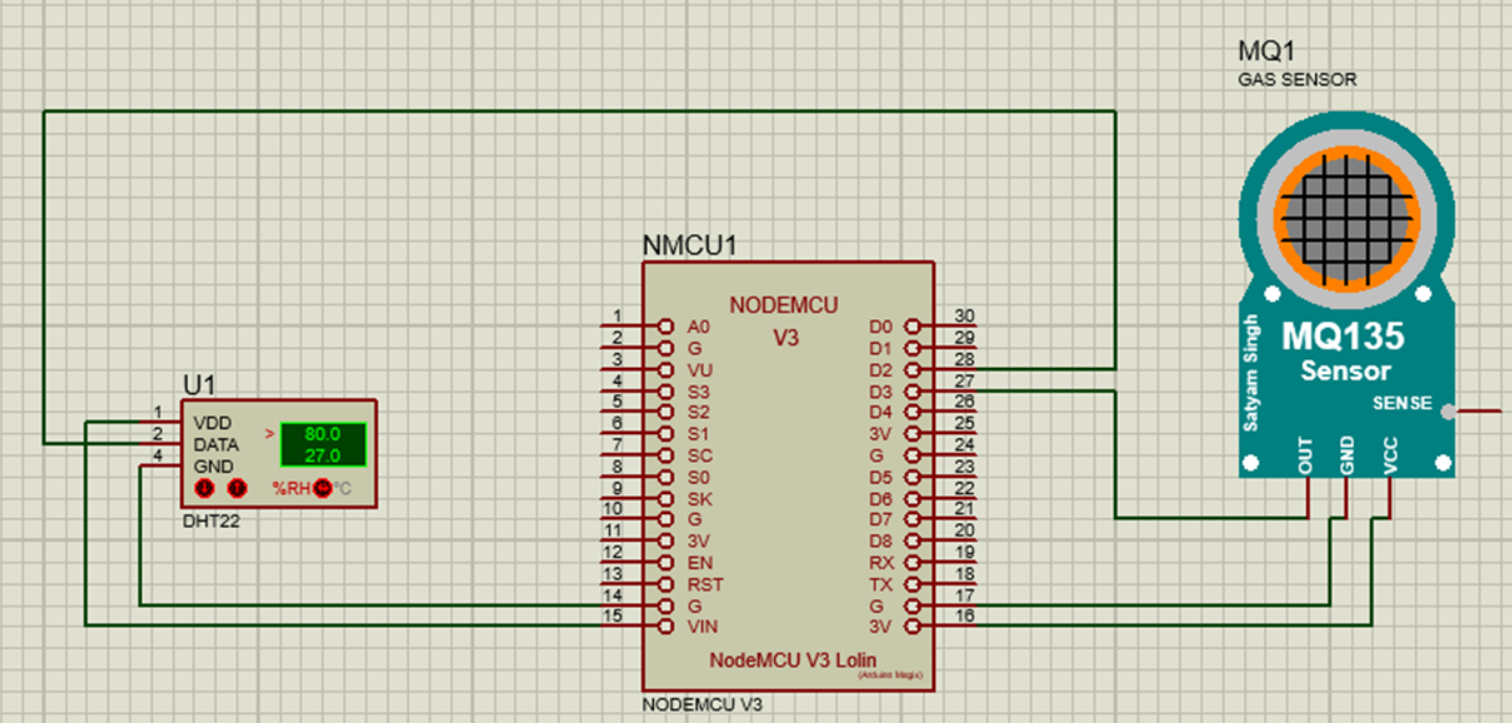 MQ1
GAS SENSOR
MQ135
Sensor
Satyam Singh
SENSE
OUT
GND
VCC
NMCU1
NODEMCU
V3
1 A0
2 G
3 VU
4 S3
5 S2
6 S1
7 SC
8 S0
9 SK
10 G
11 3V
12 EN
13 RST
14 G
15 VIN
D0 30
D1 29
D2 28
D3 27
D4 26
3V 25
G 24
D5 23
D6 22
D7 21
D8 20
RX 19
TX 18
G 17
3V 16
NodeMCU V3 Lolin
(Arduino Magix)
NODEMCU V3
U1
1 VDD
2 DATA
4 GND
> 80.0
27.0
%RH °C
DHT22